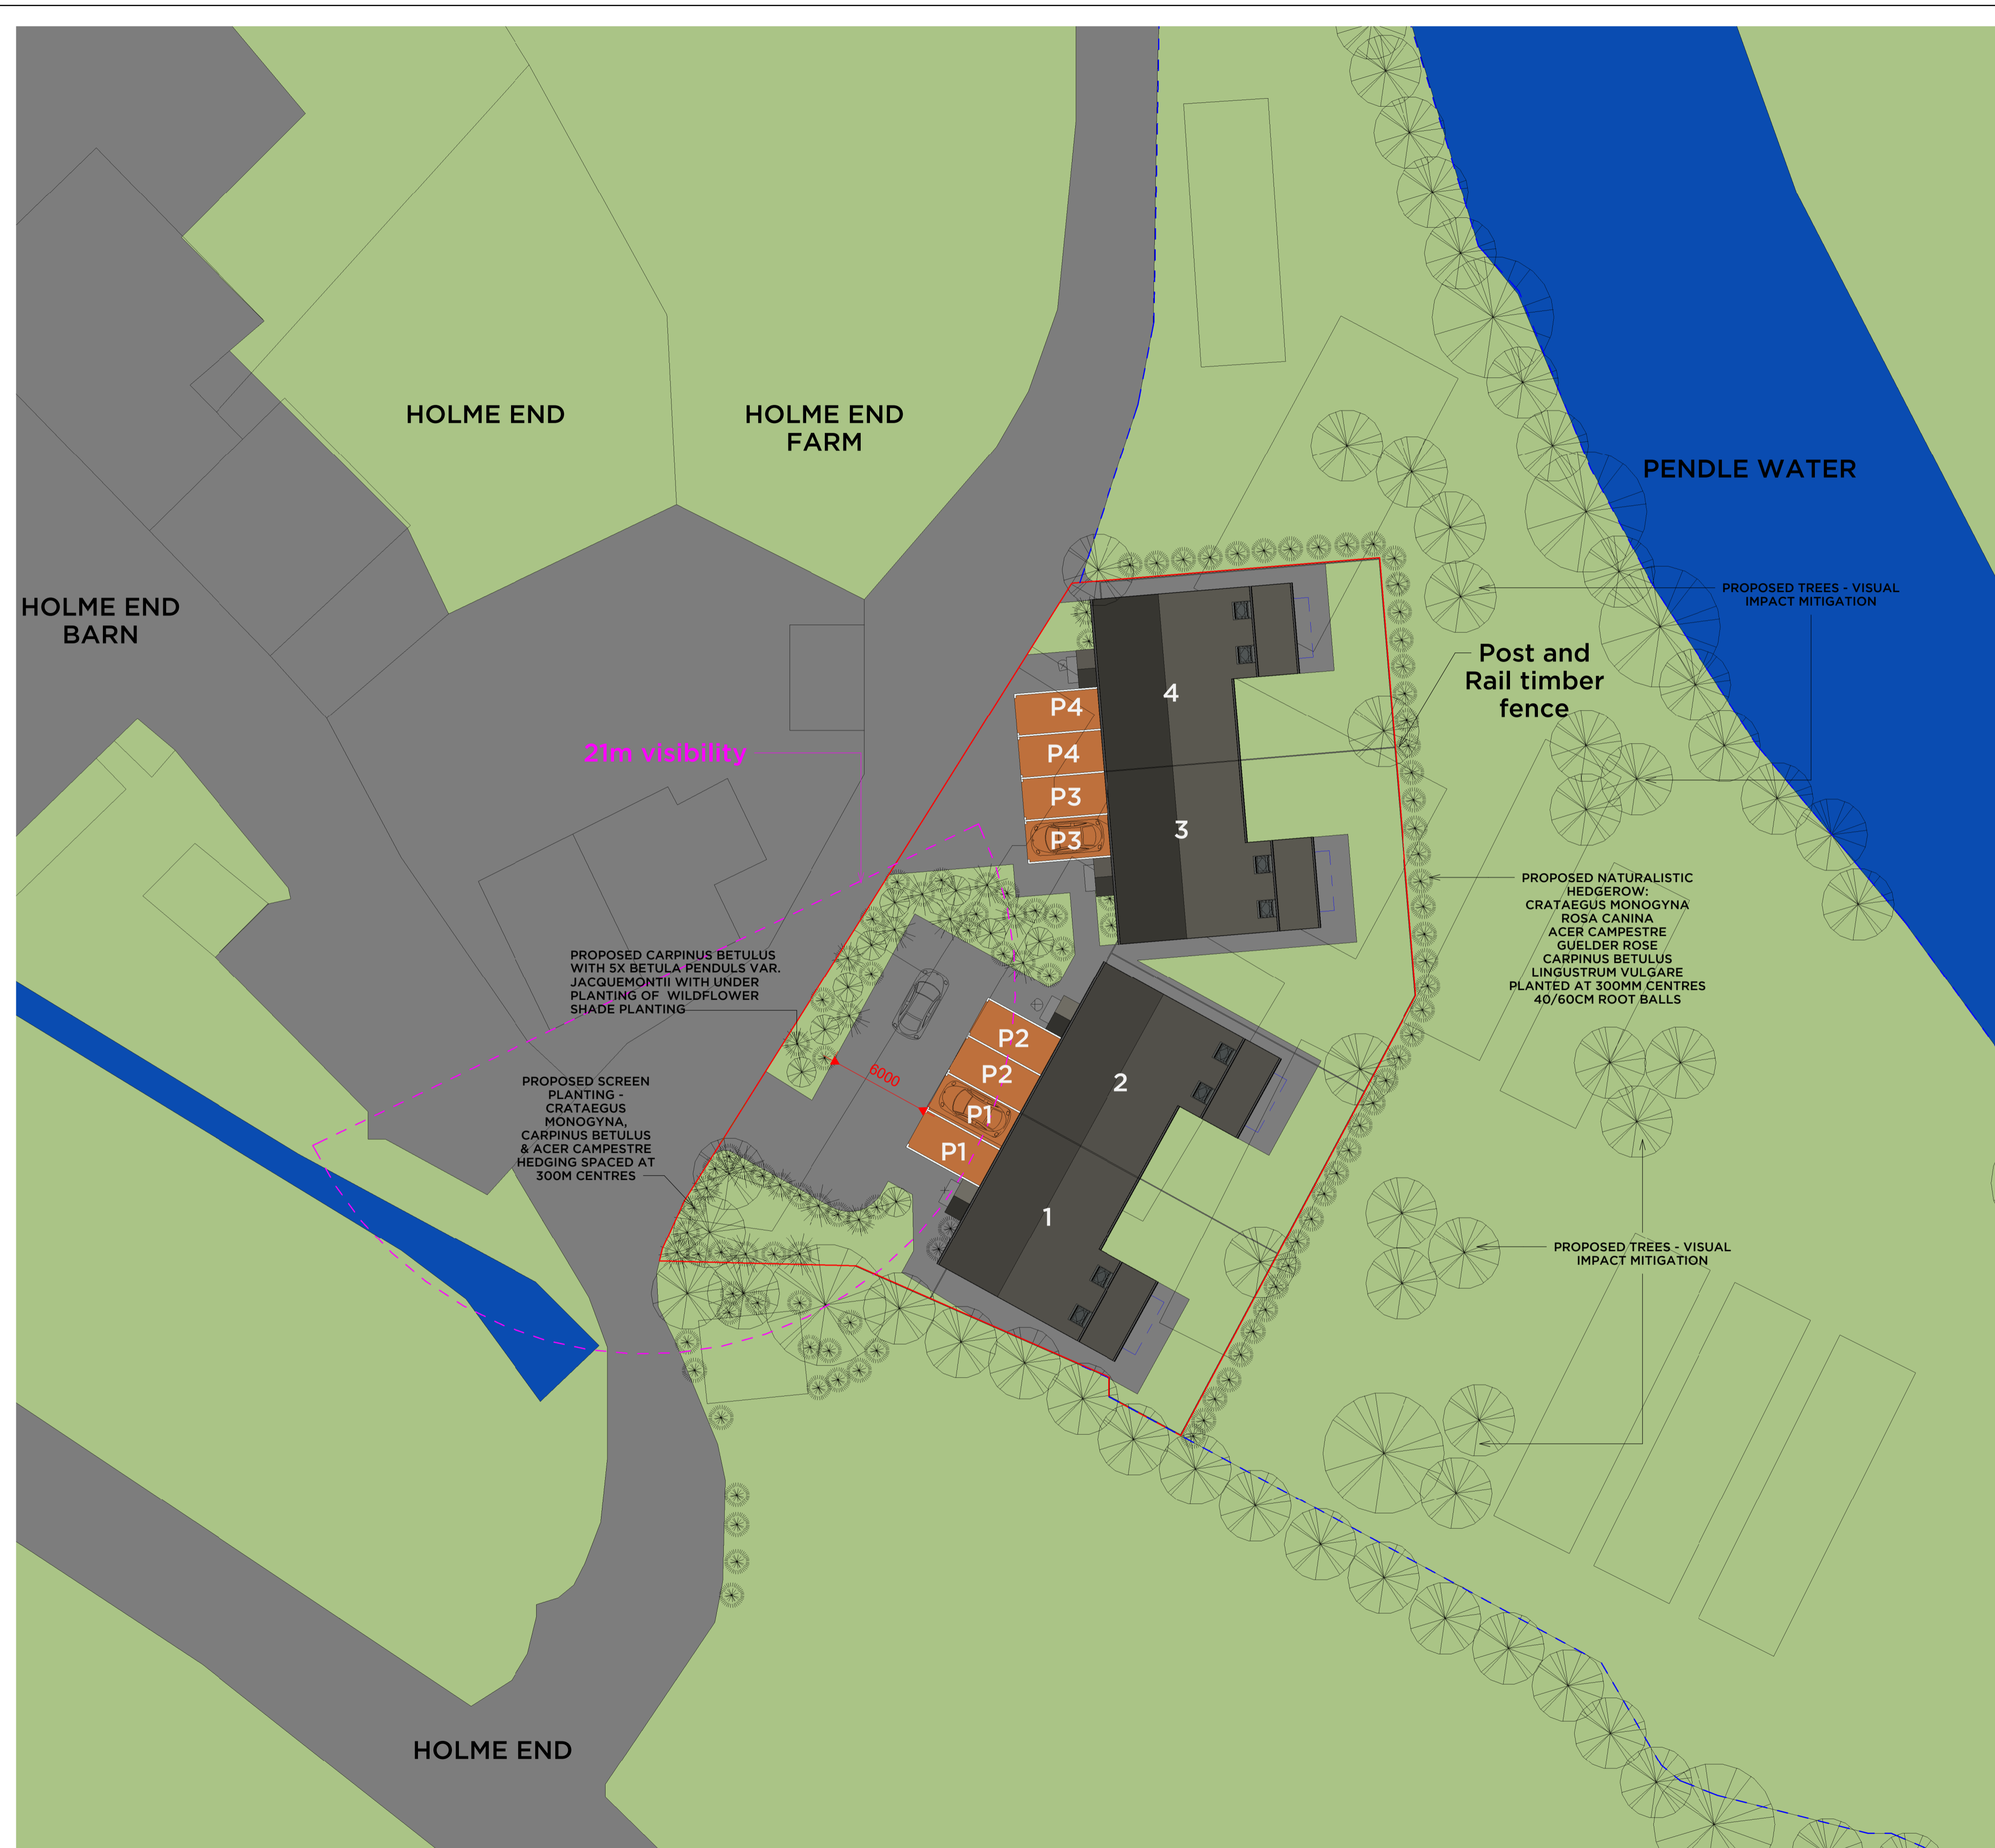 HOLME END
HOLME END
FARM
PENDLE WATER
HOLME END
BARN
PROPOSED TREES - VISUAL
IMPACT MITIGATION
Post and
Rail timber
fence
4
P4
P4
P3
P3
3
21m visibility
PROPOSED NATURALISTIC
HEDGEROW:
CRATAEGUS MONOGYNA
ROSA CANINA
ACER CAMPESTRE
GUELDER ROSE
CARPINUS BETULUS
LINGUSTRUM VULGARE
PLANTED AT 300MM CENTRES
40/60CM ROOT BALLS
PROPOSED CARPINUS BETULUS
WITH 5X BETULA PENDULS VAR.
JACQUEMONTII WITH UNDER
PLANTING OF WILDFLOWER
SHADE PLANTING
P2
P2
P1
P1
2
1
6000
PROPOSED SCREEN
PLANTING -
CRATAEGUS
MONOGYNA,
CARPINUS BETULUS
& ACER CAMPESTRE
HEDGING SPACED AT
300M CENTRES
PROPOSED TREES - VISUAL
IMPACT MITIGATION
HOLME END